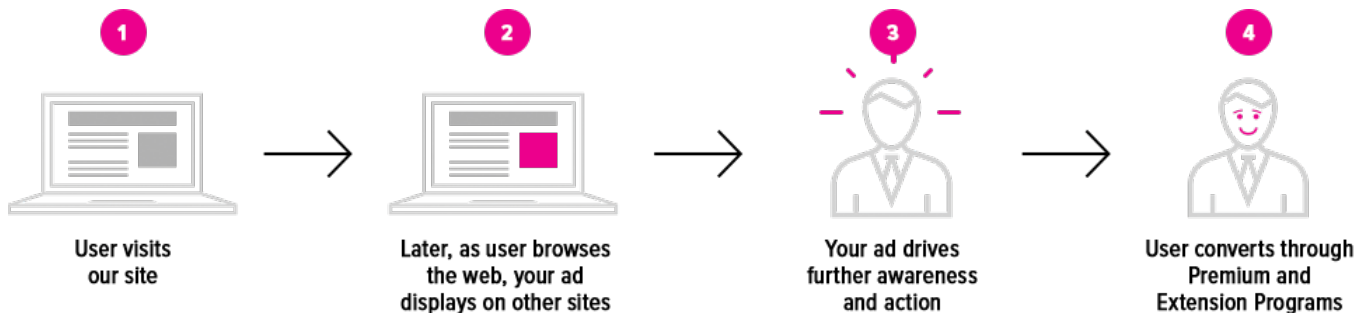 1
User visits
our site
2
Later, as user browses
the web, your ad
displays on other sites
3
Your ad drives
further awareness
and action
4
User converts through
Premium and
Extension Programs